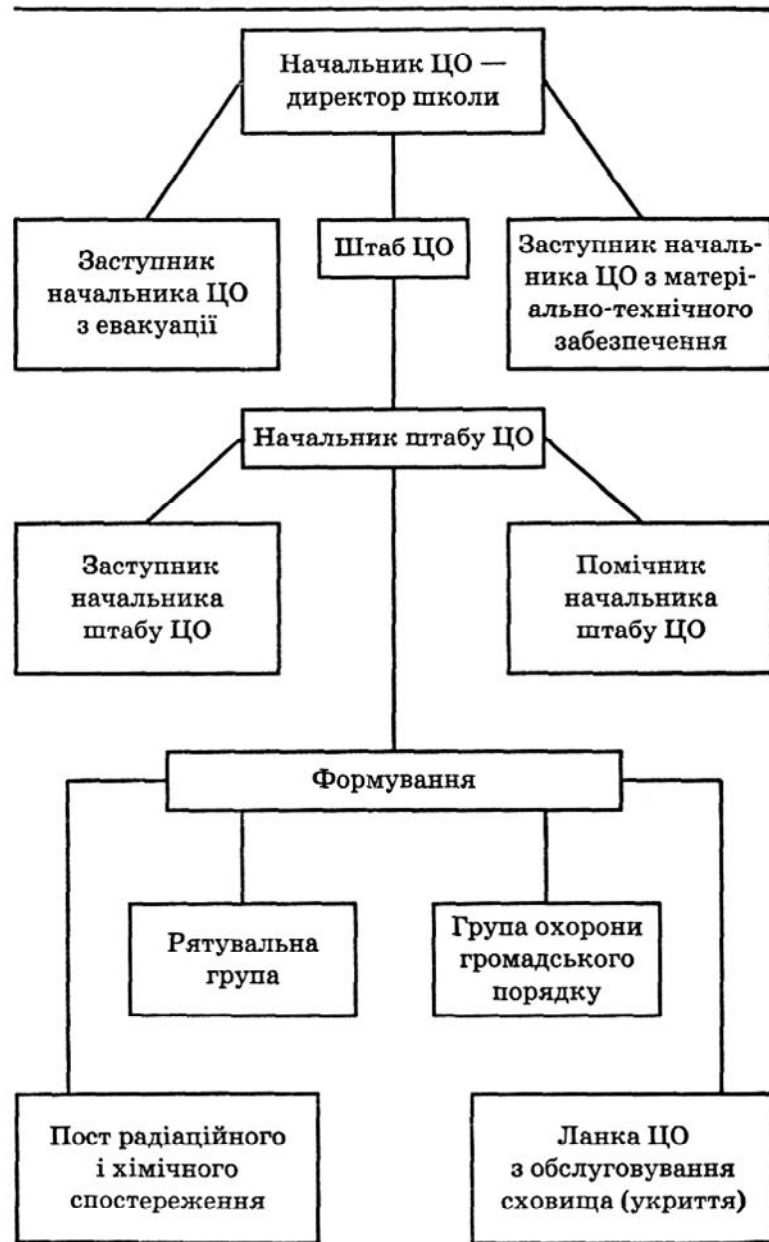 Начальник ЦО —
директор школи
Заступник
начальника ЦО
з евакуації
Штаб ЦО
Заступник началь-
ника ЦО з матері-
ально-технічного
забезпечення
Начальник штабу ЦО
Заступник
начальника
штабу ЦО
Помічник
начальника
штабу ЦО
Формування
Рятувальна
група
Група охорони
громадського
порядку
Пост радіаційного
і хімічного
спостереження
Ланка ЦО
з обслуговування
сховища (укриття)